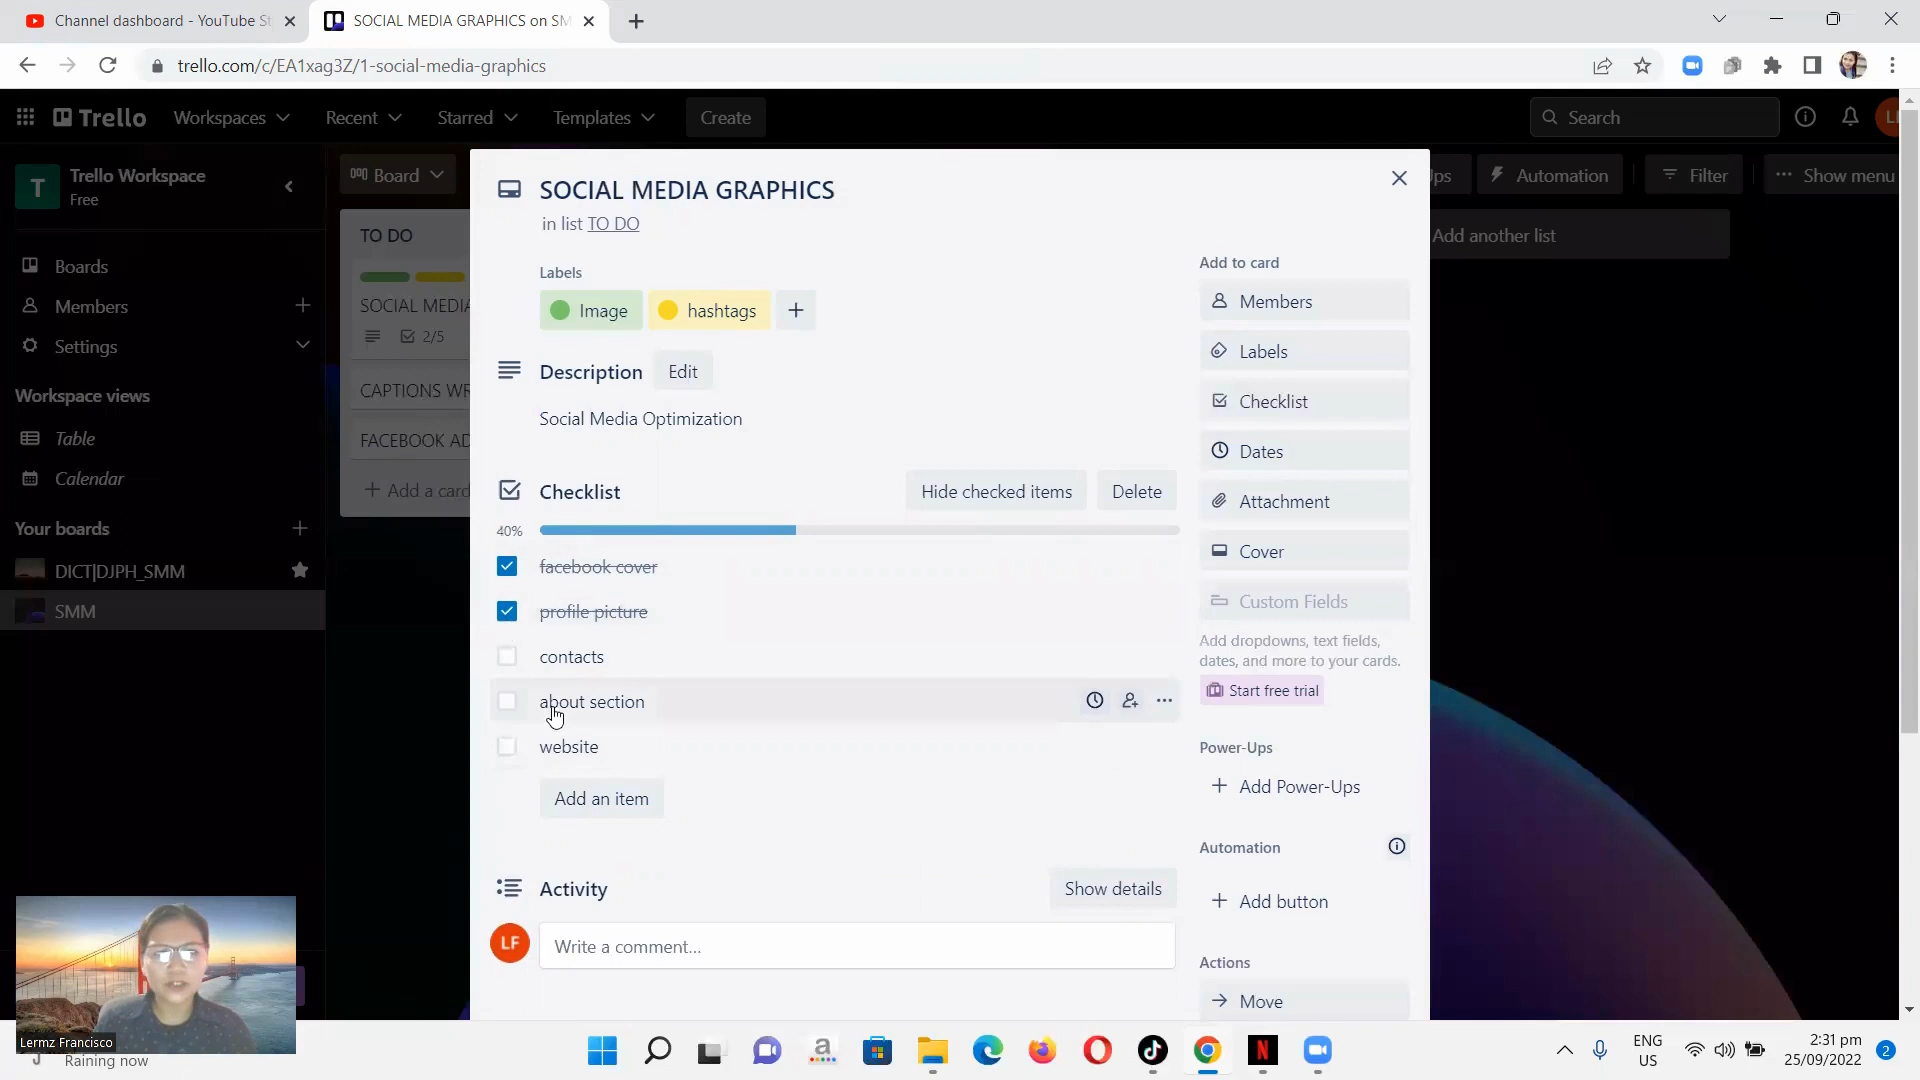 Channel dashboard - YouTube St
SOCIAL MEDIA GRAPHICS on SM
trello.com/c/EA1xag3Z/1-social-media-graphics
Trello
Workspaces
Recent
Starred
Templates
Create
Search
T
Trello Workspace
Free
Board
Automation
Filter
Show menu
Boards
Members
Settings
Workspace views
Table
Calendar
Your boards
DICT|DJPH_SMM
SMM
TO DO
SOCIAL MEDIA
2/5
CAPTIONS WR
FACEBOOK AD
Add a card
Add another list
SOCIAL MEDIA GRAPHICS
in list TO DO
Labels
Image
hashtags
Description
Edit
Social Media Optimization
Checklist
Hide checked items
Delete
40%
facebook cover
profile picture
contacts
about section
website
Add an item
Activity
Show details
LF
Write a comment...
Add to card
Members
Labels
Checklist
Dates
Attachment
Cover
Custom Fields
Add dropdowns, text fields,
dates, and more to your cards.
Start free trial
Power-Ups
Add Power-Ups
Automation
Add button
Actions
Move
Lermz Francisco
Raining now
ENG
US
2:31 pm
25/09/2022
2